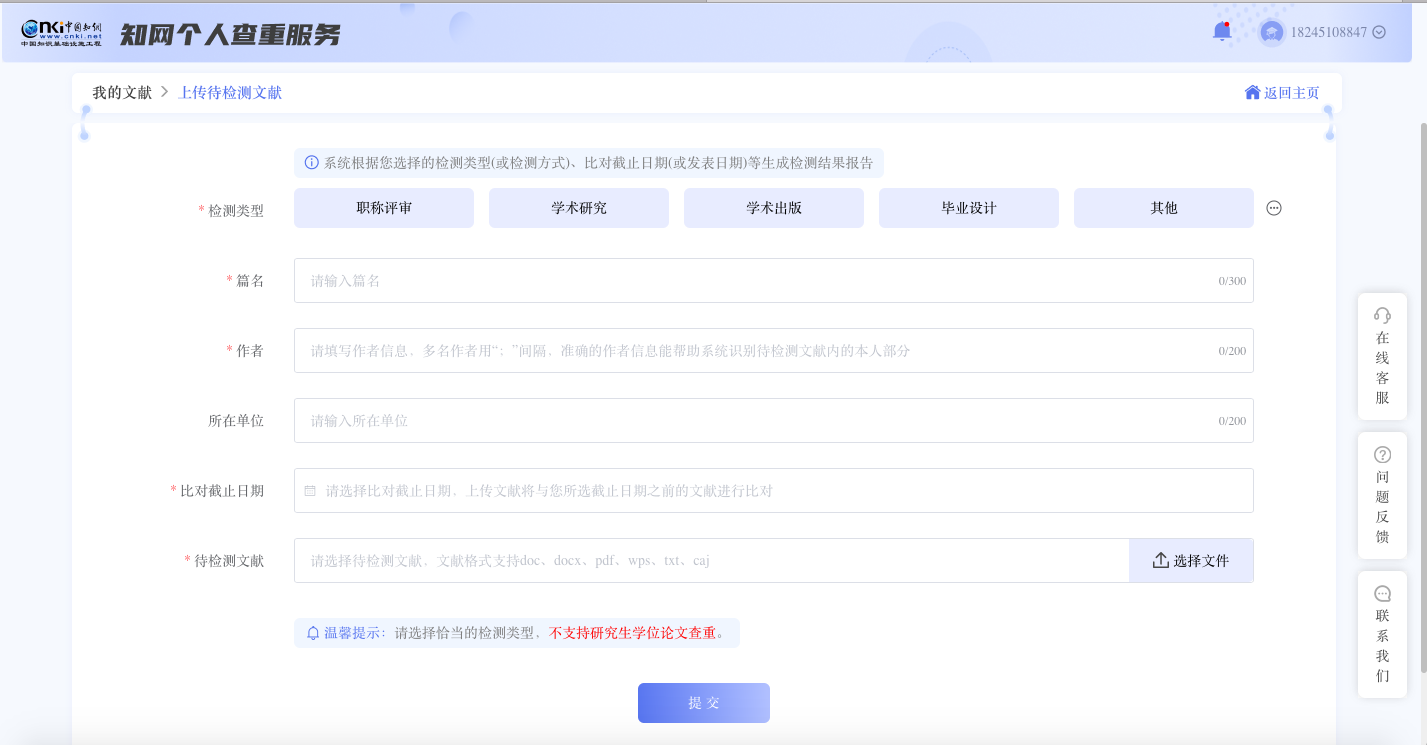 Cnki中国知网
www.cnki.net
中国知识基础设施工程
知网个人查重服务
18245108847
我的文献 > 上传待检测文献
返回主页
系统根据您选择的检测类型(或检测方式)、比对截止日期(或发表日期)等生成检测结果报告
* 检测类型 职称评审 学术研究 学术出版 毕业设计 其他
* 篇名 请输入篇名 0/300
* 作者 请填写作者信息，多名作者用“；”间隔，准确的作者信息能帮助系统识别待检测文献内的本人部分 0/200
所在单位 请输入所在单位 0/200
* 比对截止日期 请选择比对截止日期，上传文献将与您所选截止日期之前的文献进行比对
* 待检测文献 请选择待检测文献，文献格式支持doc、docx、pdf、wps、txt、caj 选择文件
温馨提示：请选择恰当的检测类型，不支持研究生学位论文查重。
提 交
在线客服
问题反馈
联系我们